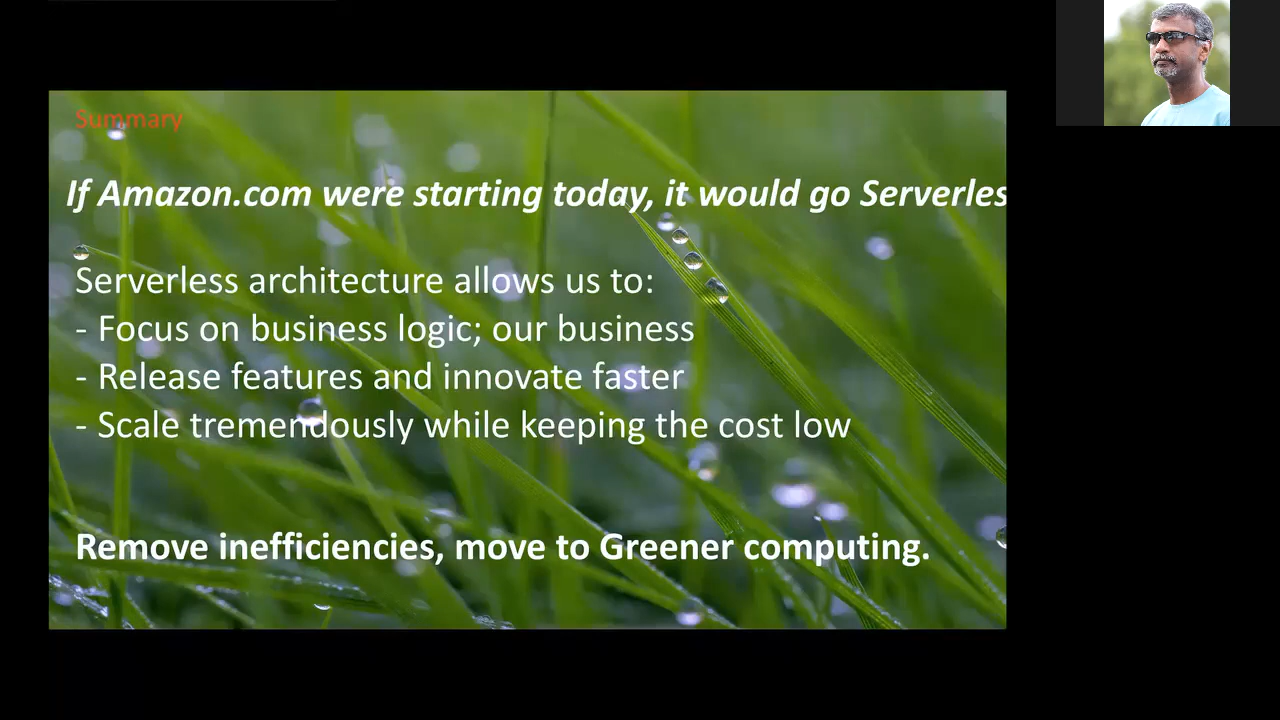 Summary
If Amazon.com were starting today, it would go Serverles
Serverless architecture allows us to:
- Focus on business logic; our business
- Release features and innovate faster
- Scale tremendously while keeping the cost low
Remove inefficiencies, move to Greener computing.